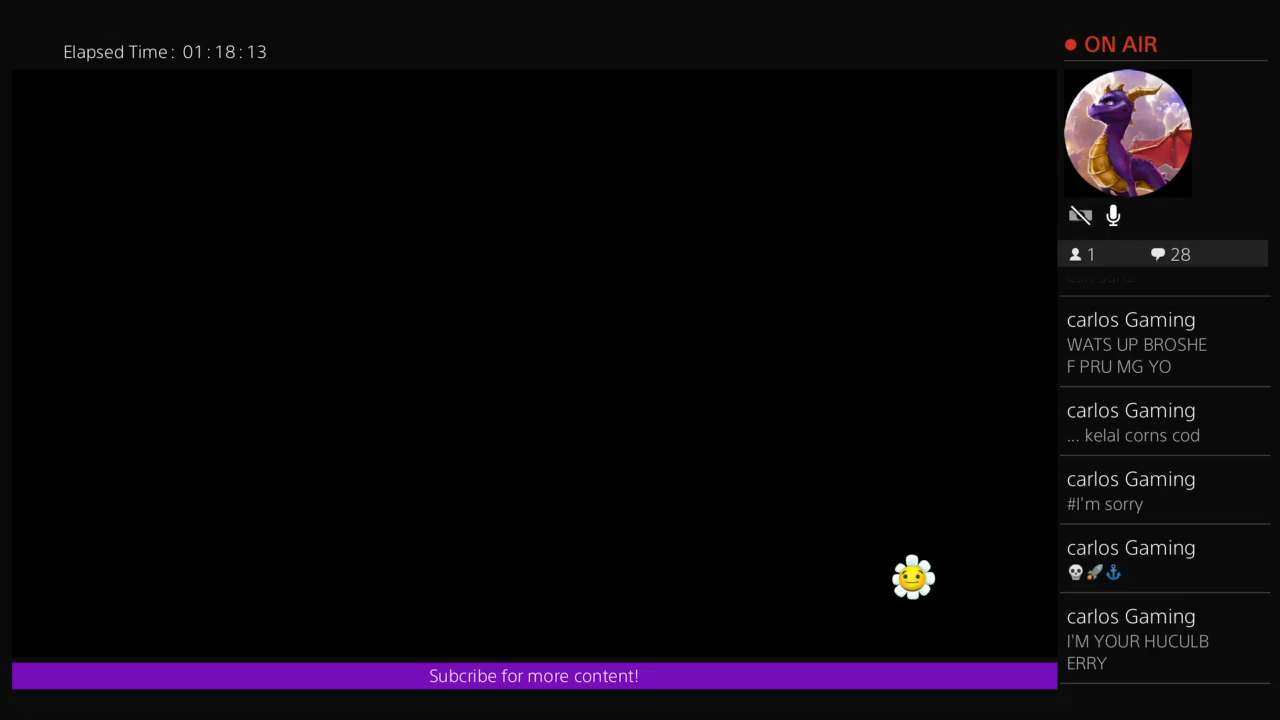 Elapsed Time: 01:18:13
ON AIR
1 28
carlos Gaming
WATS UP BROSHE
F PRU MG YO
carlos Gaming
... kelal corns cod
carlos Gaming
#I'm sorry
carlos Gaming
💀🚀⚓
carlos Gaming
I'M YOUR HUCULB
ERRY
Subcribe for more content!